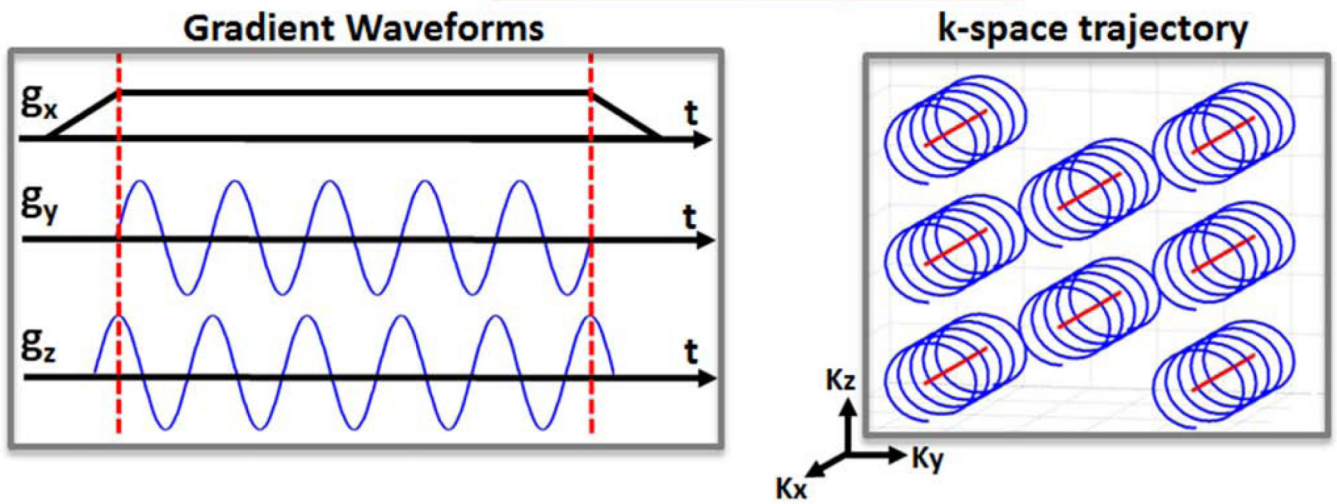 Gradient Waveforms
k-space trajectory
gx
t
gy
t
gz
t
Kz
Ky
Kx